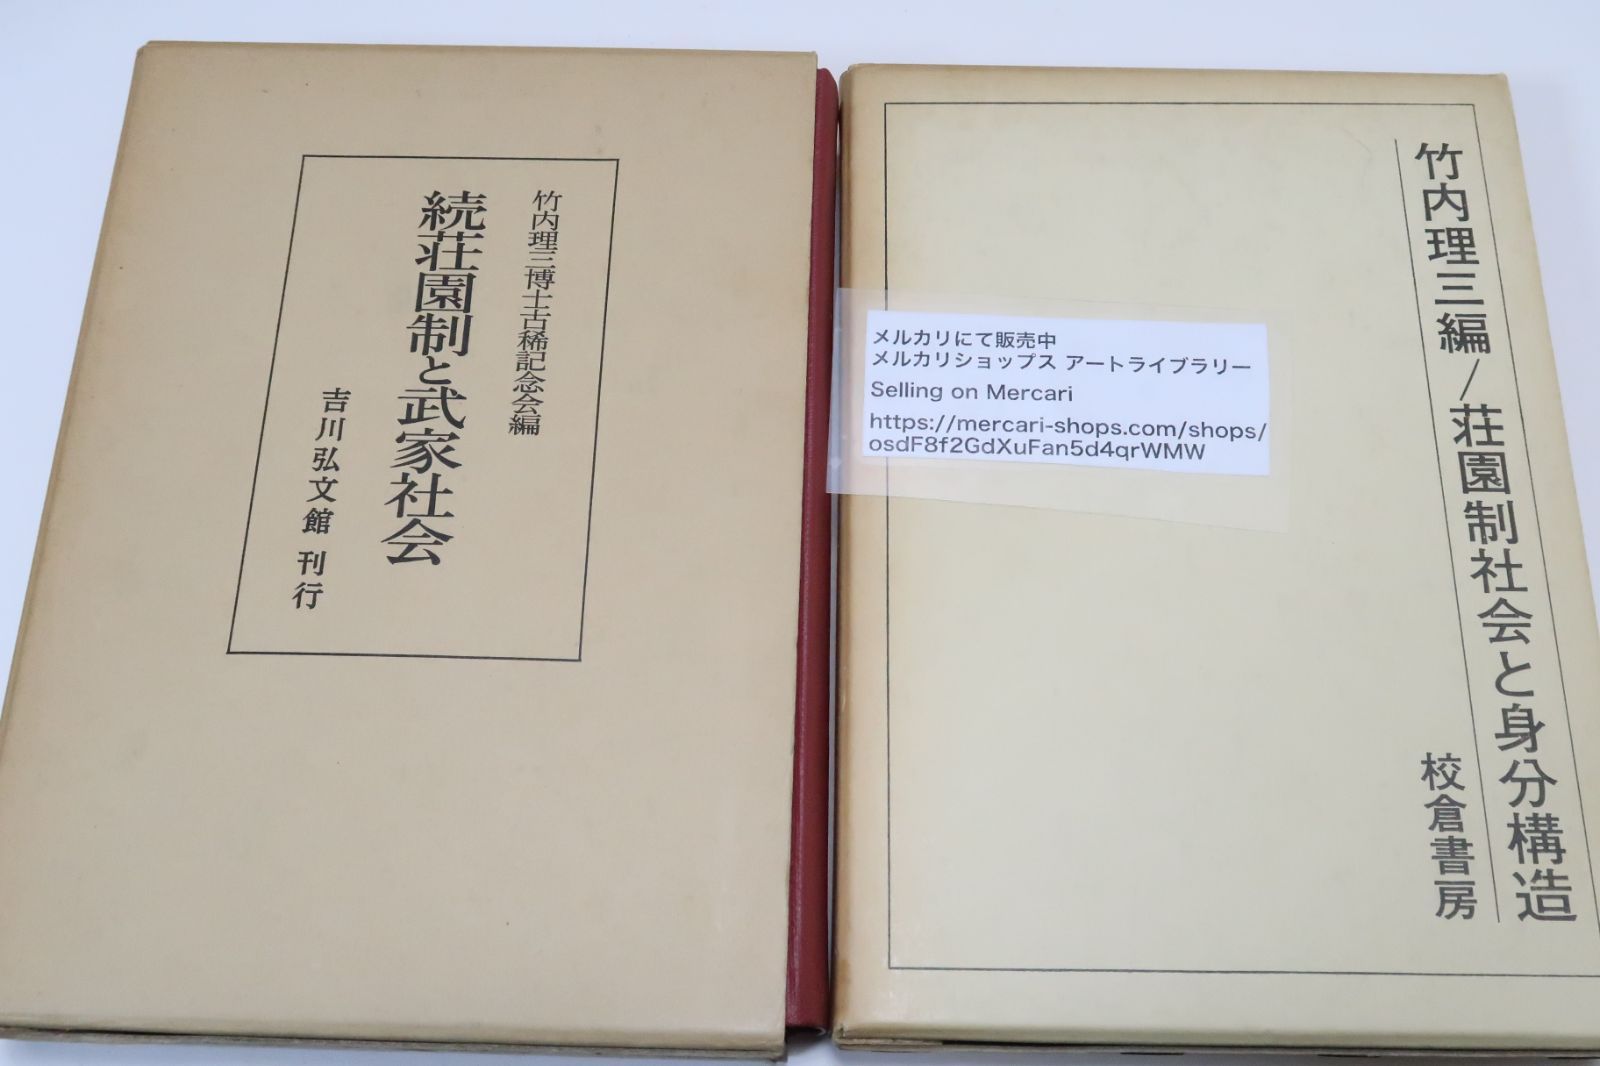 竹内理三博士古稀記念会編
続荘園制と武家社会
吉川弘文館 刊行
竹内理三編/荘園制社会と身分構造
校倉書房
メルカリにて販売中
メルカリショップス アートライブラリー
Selling on Mercari
https://mercari-shops.com/shops/
osdF8f2GdXuFan5d4qrWMW